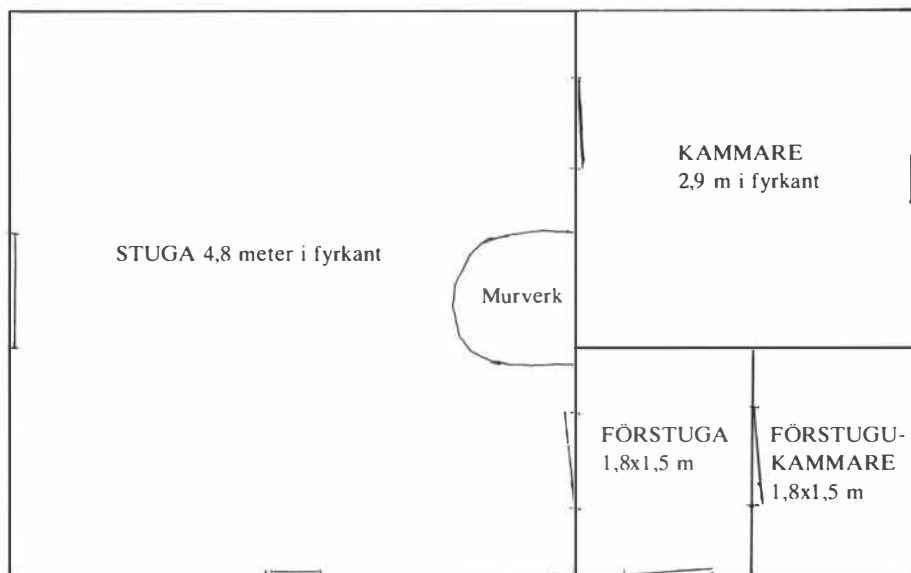 KAMMARE
2,9 m i fyrkant
STUGA 4,8 meter i fyrkant
Murverk
FÖRSTUGA
1,8x1,5 m
FÖRSTUGU-
KAMMARE
1,8x1,5 m